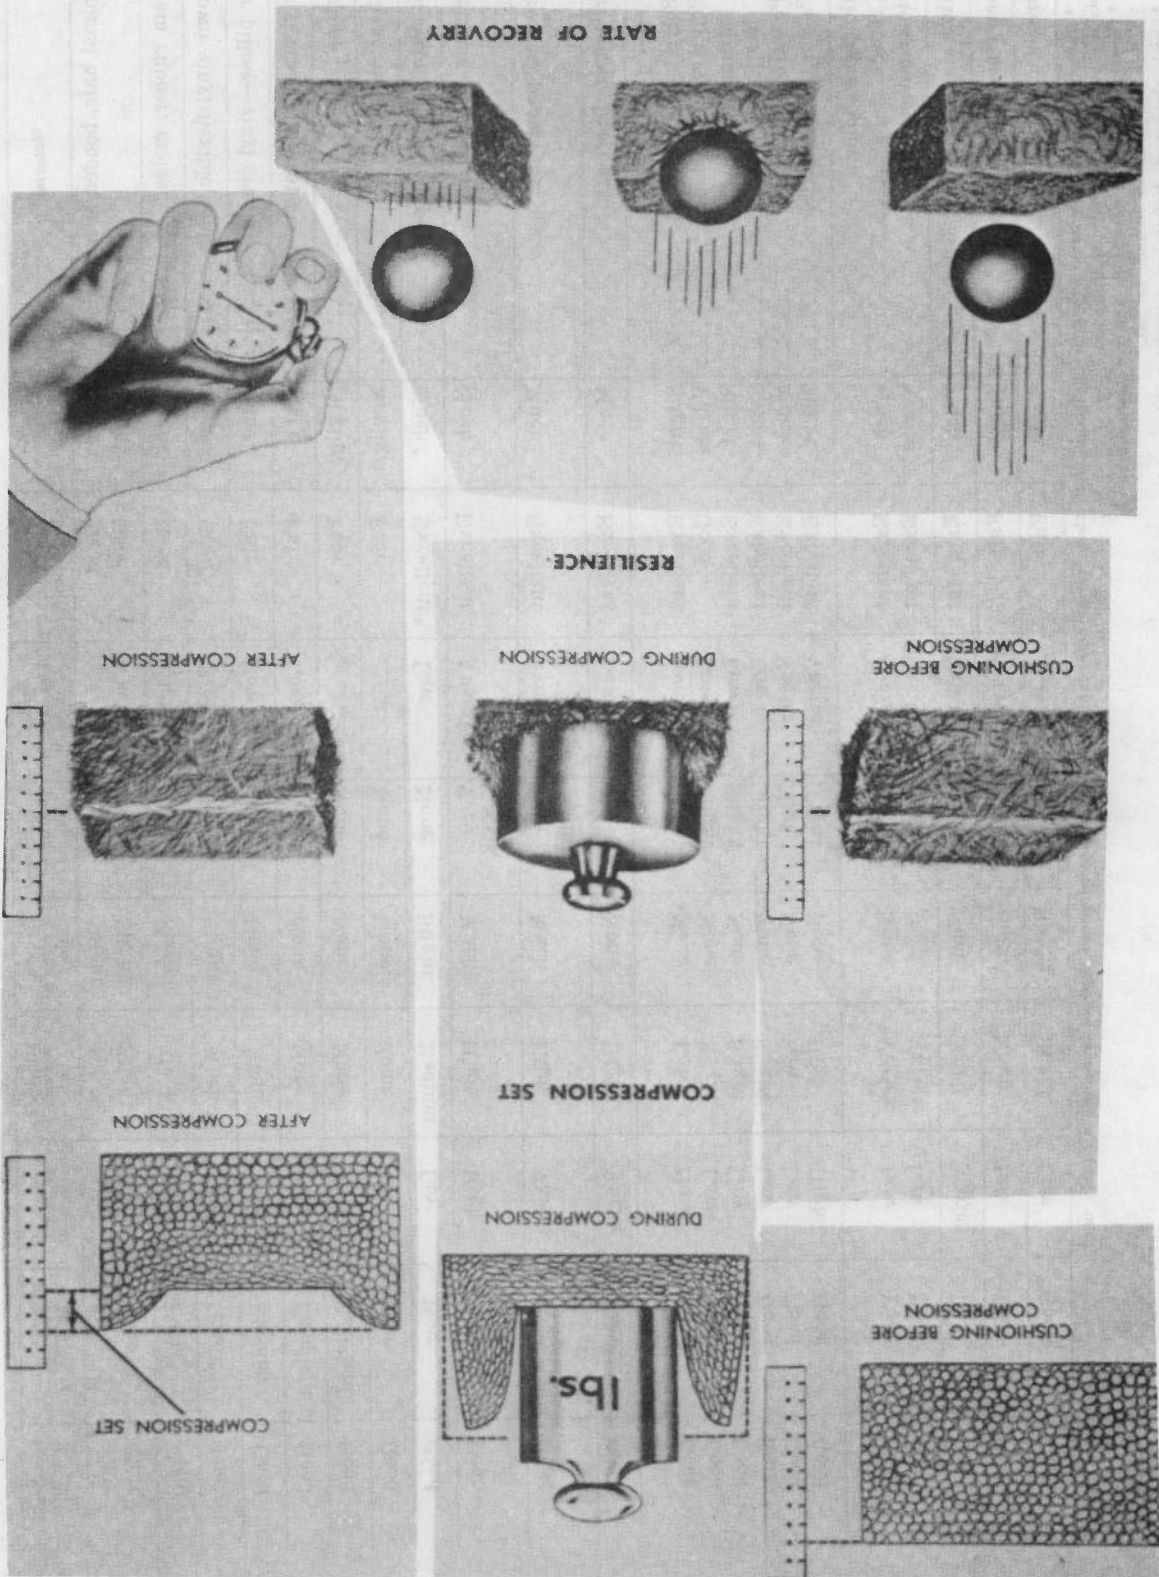 COMPRESSION SET
lbs.
CUSHIONING BEFORE
COMPRESSION
DURING COMPRESSION
AFTER COMPRESSION
COMPRESSION SET
CUSHIONING BEFORE
COMPRESSION
DURING COMPRESSION
AFTER COMPRESSION
RESILIENCE
RATE OF RECOVERY